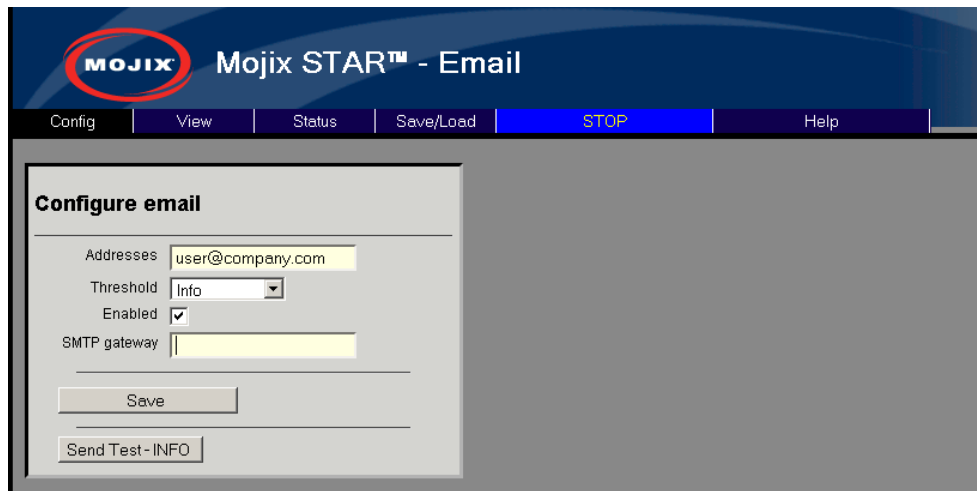 MOJIX
Mojix STAR™ - Email
Config View Status Save/Load STOP Help
Configure email
Addresses user@company.com
Threshold Info
Enabled
SMTP gateway
Save
Send Test - INFO